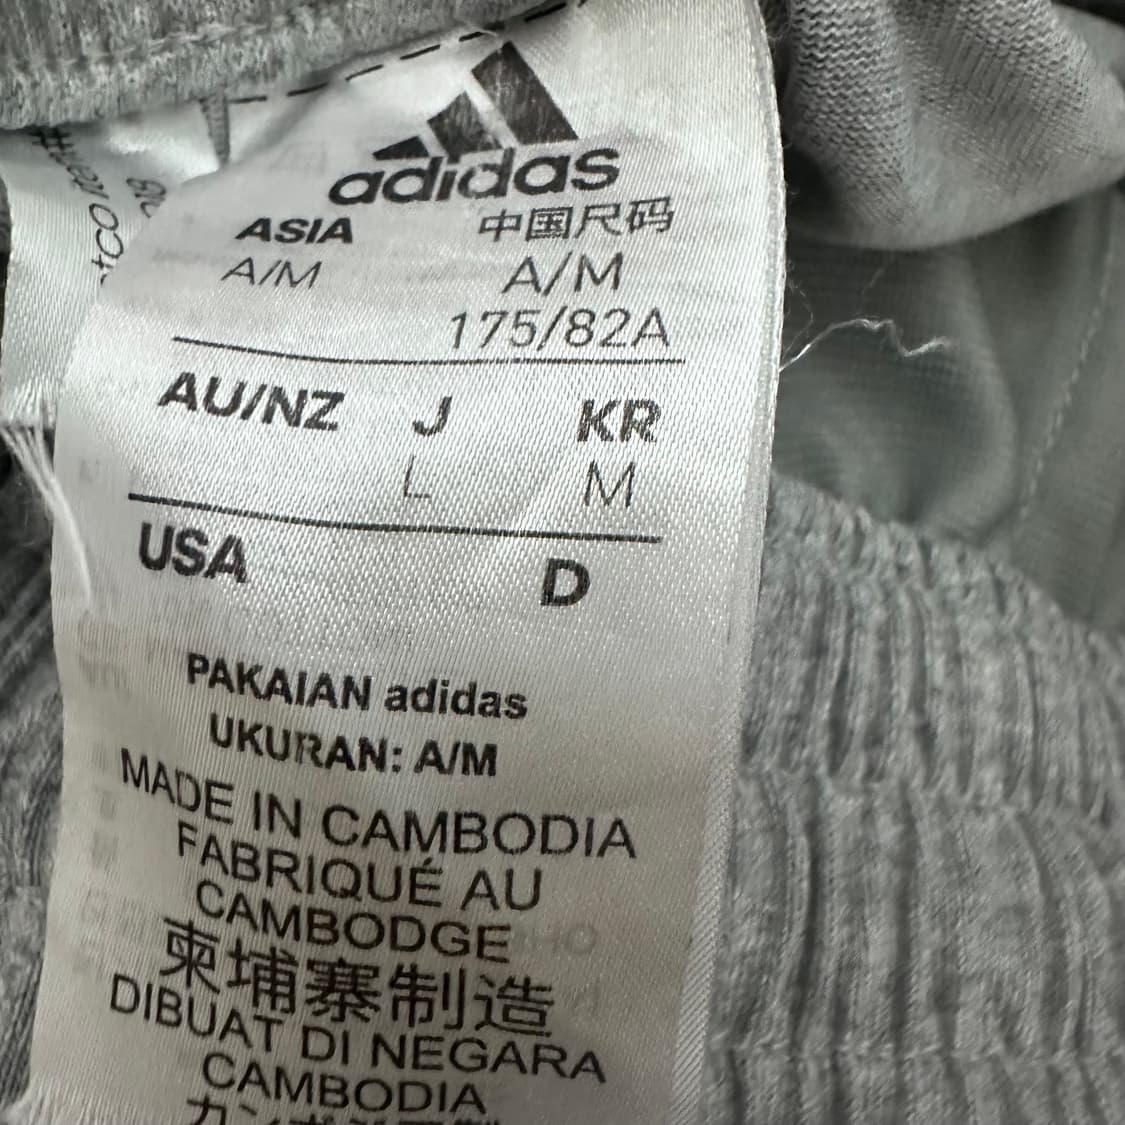 adidas
ASIA 中国尺码
A/M A/M
175/82A
AU/NZ J KR
L M
USA D
PAKAIAN adidas
UKURAN: A/M
MADE IN CAMBODIA
FABRIQUÉ AU
CAMBODGE
柬埔寨制造
DIBUAT DI NEGARA
CAMBODIA